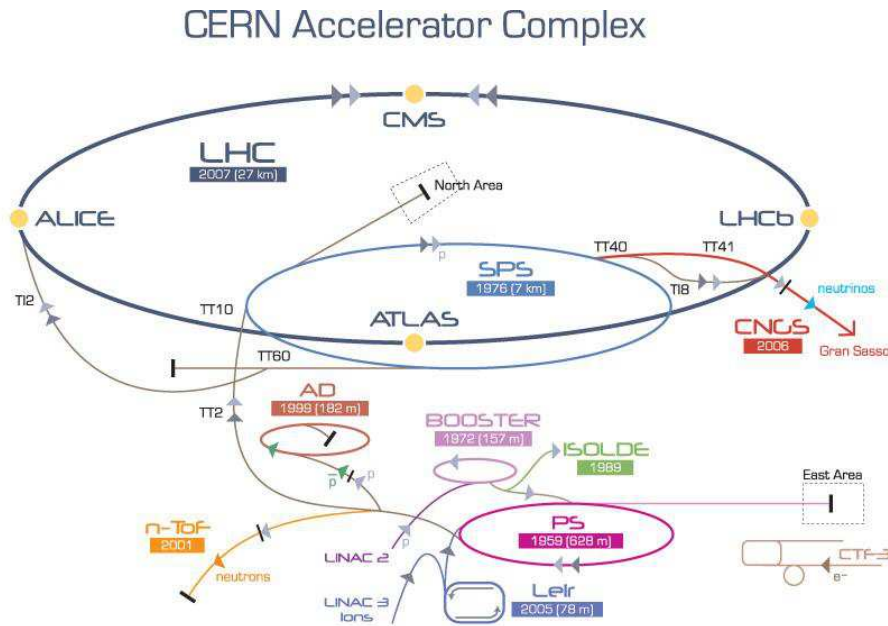 CERN Accelerator Complex
CMS
LHC
2007 (27 km)
North Area
ALICE
LHCb
TT40
TT41
p
SPS
1976 (7 km)
TI8
neutrinos
TI2
TT10
ATLAS
CNGS
2006
Gran Sasso
TT60
AD
1999 (182 m)
TT2
BOOSTER
1972 (157 m)
ISOLDE
1989
p
p
East Area
n-ToF
2001
LINAC 2
p
PS
1959 (628 m)
neutrons
CTF-3
e-
LINAC 3
Ions
Leir
2005 (78 m)